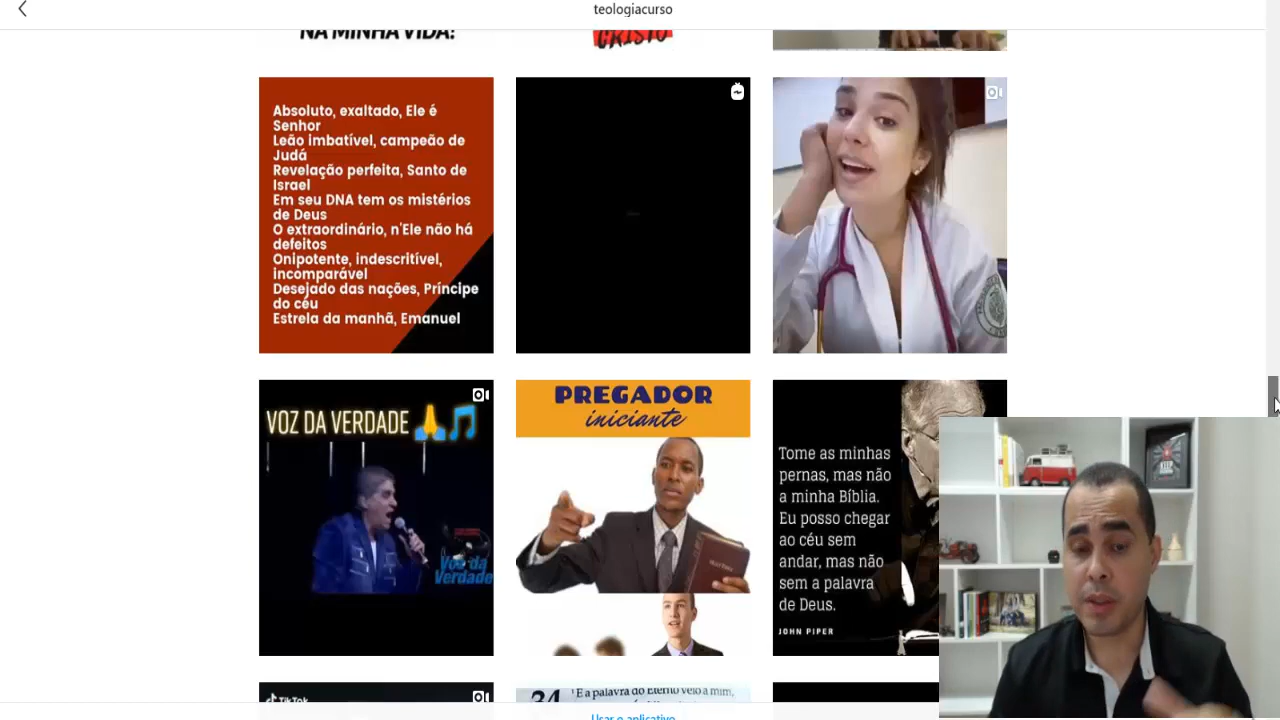 teologiacurso
NA MINHA VIDA!
CRISTO
Absoluto, exaltado, Ele é
Senhor
Leão imbatível, campeão de
Judá
Revelação perfeita, Santo de
Israel
Em seu DNA tem os mistérios
de Deus
O extraordinário, n'Ele não há
defeitos
Onipotente, indescritível,
incomparável
Desejado das nações, Príncipe
do céu
Estrela da manhã, Emanuel
VOZ DA VERDADE
Voz da
Verdade
PREGADOR
iniciante
Tome as minhas
pernas, mas não
a minha Bíblia.
Eu posso chegar
ao céu sem
andar, mas não
sem a palavra
de Deus.
JOHN PIPER
TikTok
34
E a palavra do Eterno veio a mim,
Usar o aplicativo